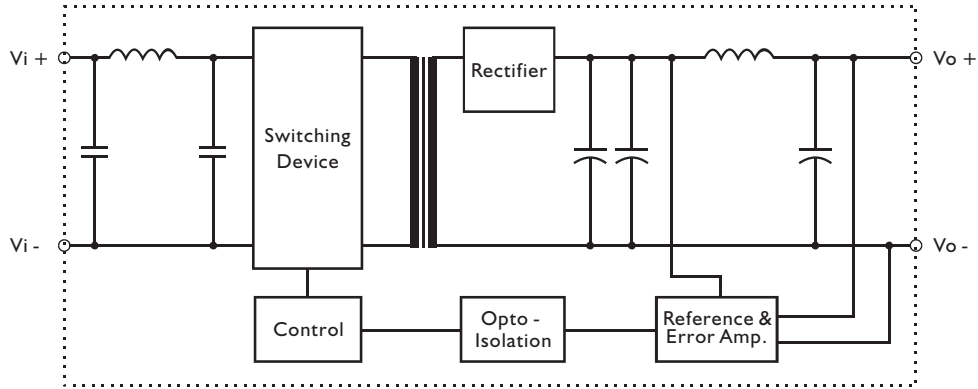 Vi +
Switching
Device
Rectifier
Vo +
Vi -
Vo -
Control
Opto -
Isolation
Reference &
Error Amp.